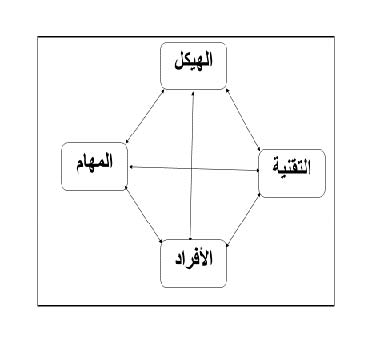 الهيكل
التقنية
المهام
الأفراد